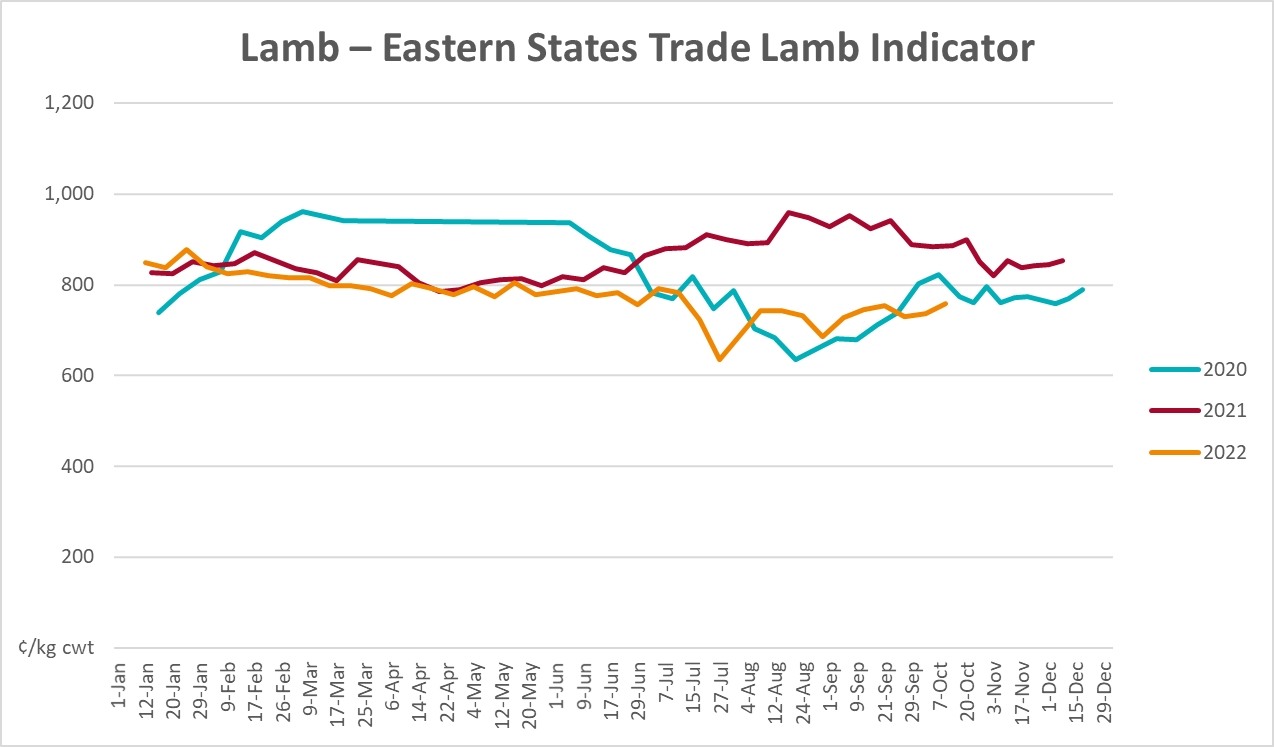 Lamb – Eastern States Trade Lamb Indicator
1,200
1,000
800
600
400
200
¢/kg cwt
1-Jan
12-Jan
20-Jan
29-Jan
9-Feb
17-Feb
26-Feb
9-Mar
17-Mar
25-Mar
6-Apr
14-Apr
22-Apr
4-May
12-May
20-May
1-Jun
9-Jun
17-Jun
29-Jun
7-Jul
15-Jul
27-Jul
4-Aug
12-Aug
24-Aug
1-Sep
9-Sep
21-Sep
29-Sep
7-Oct
20-Oct
3-Nov
17-Nov
1-Dec
15-Dec
29-Dec
2020
2021
2022